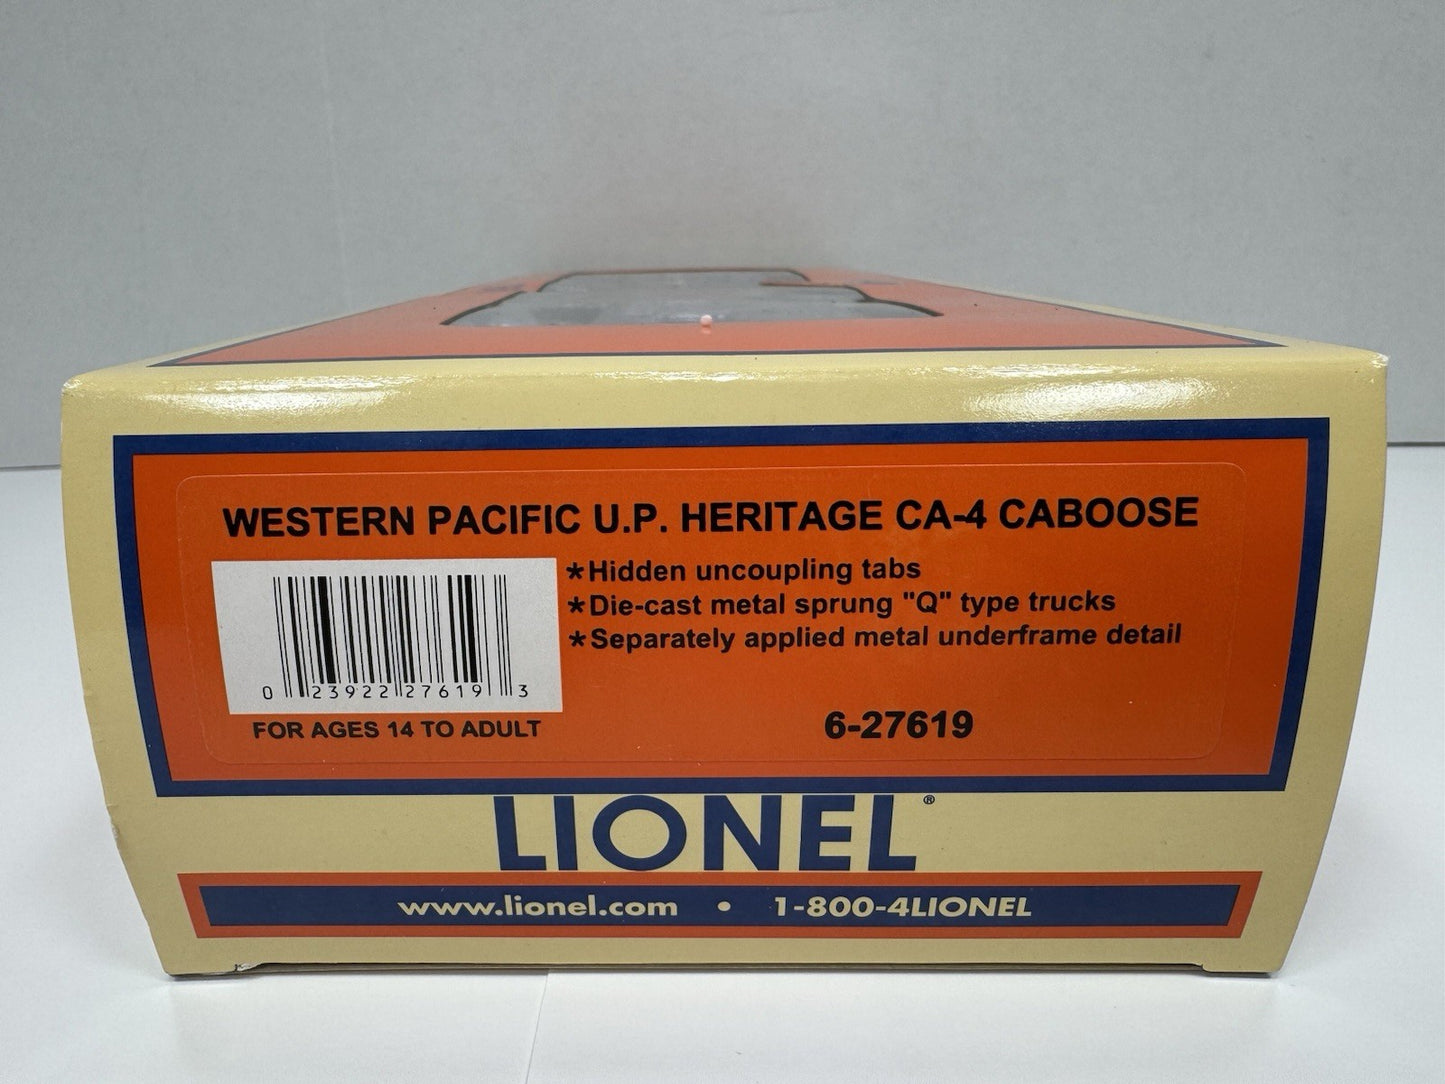 WESTERN PACIFIC U.P. HERITAGE CA-4 CABOOSE
*Hidden uncoupling tabs
*Die-cast metal sprung "Q" type trucks
*Separately applied metal underframe detail
0 23922 27619 3
FOR AGES 14 TO ADULT
6-27619
LIONEL®
www.lionel.com • 1-800-4LIONEL